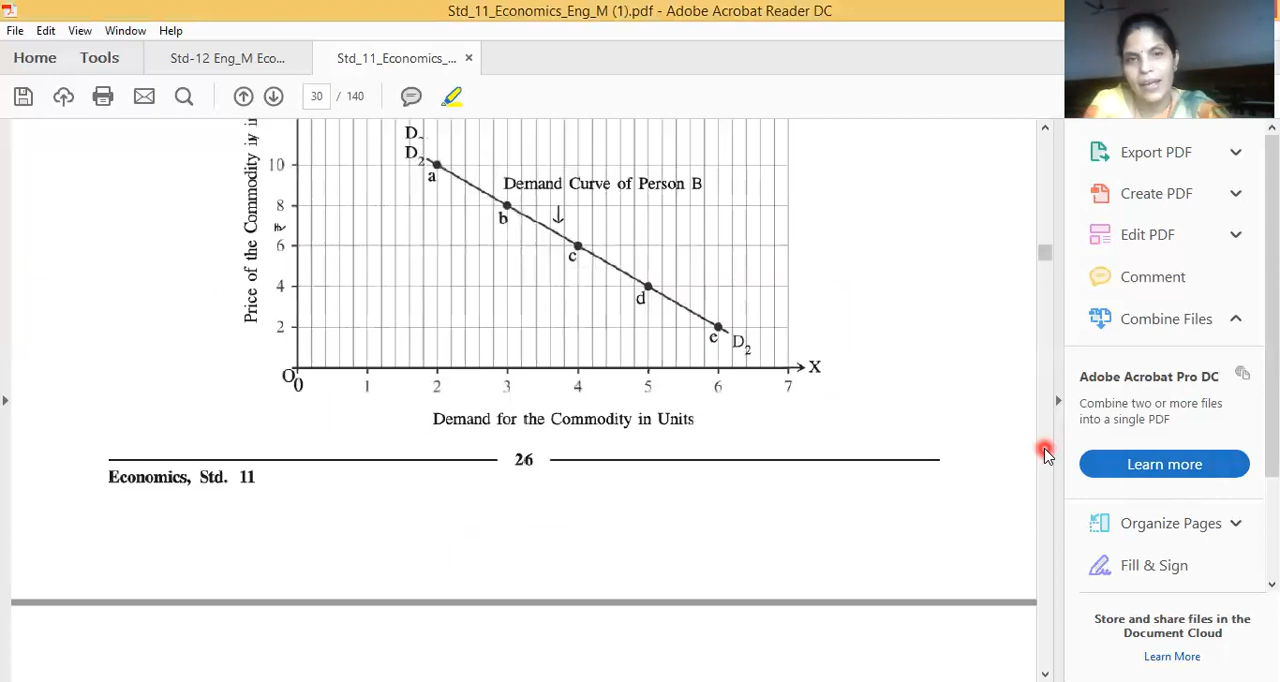 Std_11_Economics_Eng_M (1).pdf - Adobe Acrobat Reader DC
File Edit View Window Help
Home Tools Std-12 Eng_M Eco... Std_11_Economics_... ×
30 / 140
Export PDF
Create PDF
Edit PDF
Comment
Combine Files
Adobe Acrobat Pro DC
Combine two or more files
into a single PDF
Learn more
Organize Pages
Fill & Sign
Store and share files in the
Document Cloud
Learn More
Price of the Commodity
D
D2
a
Demand Curve of Person B
b
c
d
e
D2
10
8
6
4
2
O
0 1 2 3 4 5 6 7 X
Demand for the Commodity in Units
26
Economics, Std. 11